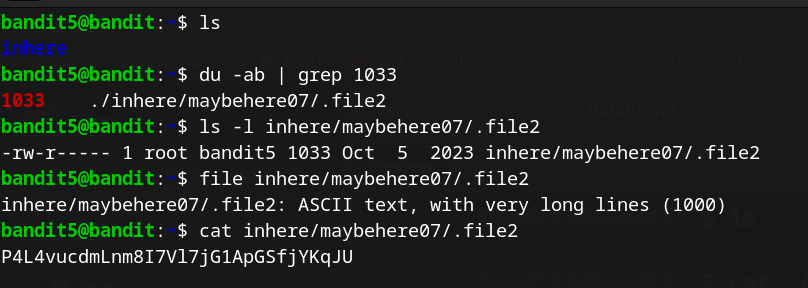 bandit5@bandit:~$ ls
inhere
bandit5@bandit:~$ du -ab | grep 1033
1033    ./inhere/maybehere07/.file2
bandit5@bandit:~$ ls -l inhere/maybehere07/.file2
-rw-r----- 1 root bandit5 1033 Oct  5  2023 inhere/maybehere07/.file2
bandit5@bandit:~$ file inhere/maybehere07/.file2
inhere/maybehere07/.file2: ASCII text, with very long lines (1000)
bandit5@bandit:~$ cat inhere/maybehere07/.file2
P4L4vucdmLnm8I7Vl7jG1ApGSfjYKqJU